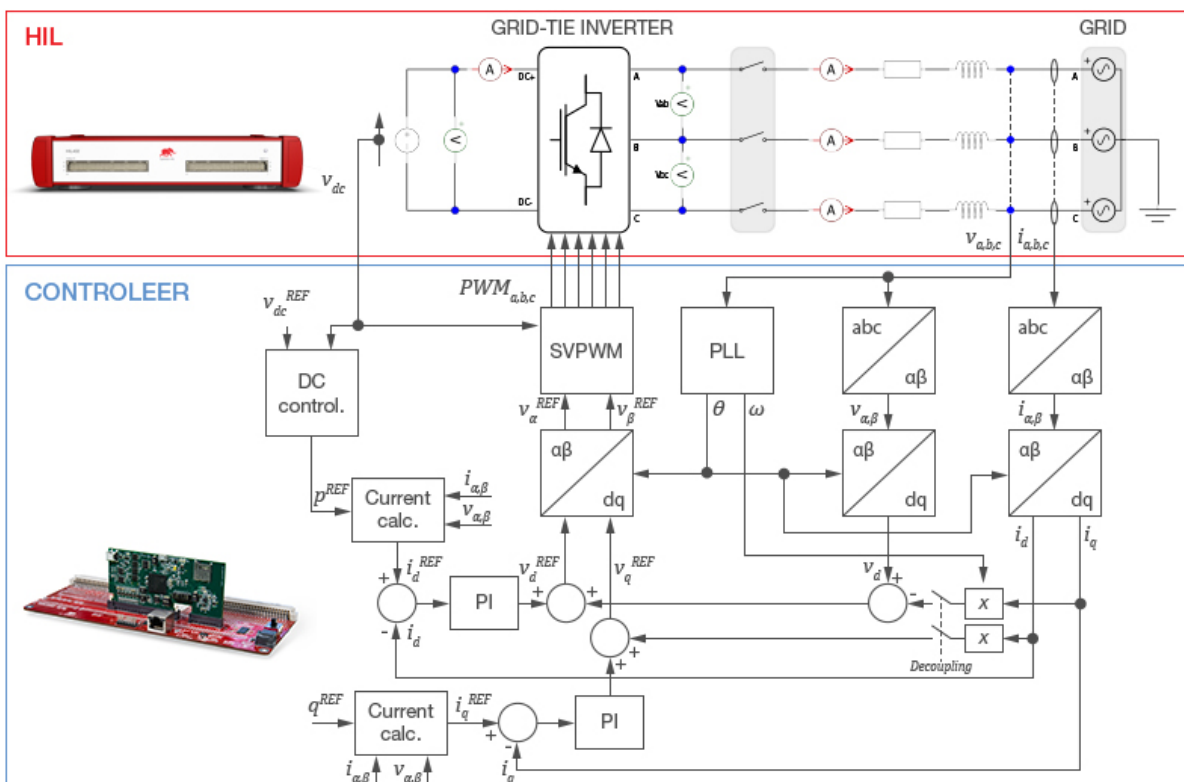 HIL
GRID-TIE INVERTER
GRID
A
DC+
DC-
A
B
C
Vab
Vbc
A
A
A
A
B
C
v_dc
v_a,b,c
i_a,b,c
CONTROLEER
v_dc^REF
PWM_a,b,c
DC
control.
SVPWM
PLL
abc
αβ
abc
αβ
v_α^REF
v_β^REF
θ
ω
v_α,β
i_α,β
αβ
dq
αβ
dq
αβ
dq
p^REF
Current
calc.
i_α,β
v_α,β
i_d
i_q
i_d^REF
v_d^REF
v_q^REF
v_d
+
-
i_d
PI
+
+
+
-
x
x
+
+
Decoupling
q^REF
Current
calc.
i_q^REF
+
-
PI
i_α,β
v_α,β
i_q